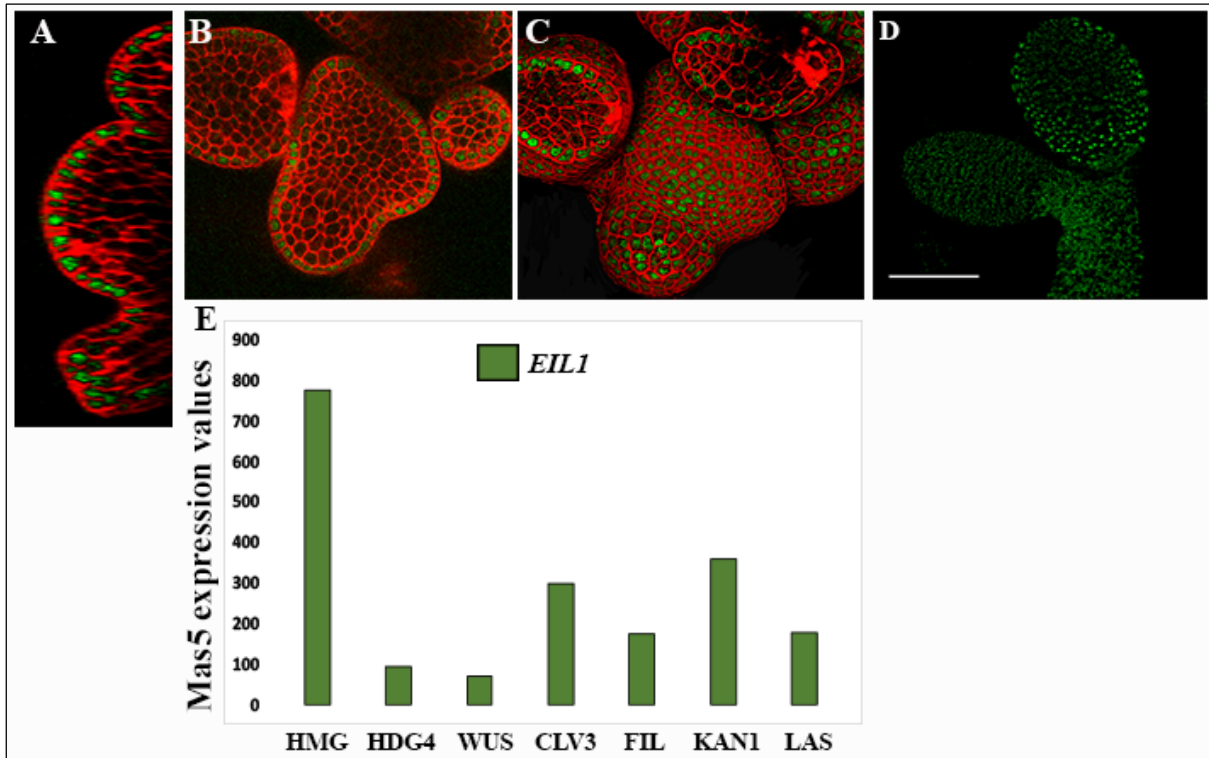 A
B
C
D
E
EIL1
Mas5 expression values
900
800
700
600
500
400
300
200
100
0
HMG HDG4 WUS CLV3 FIL KAN1 LAS